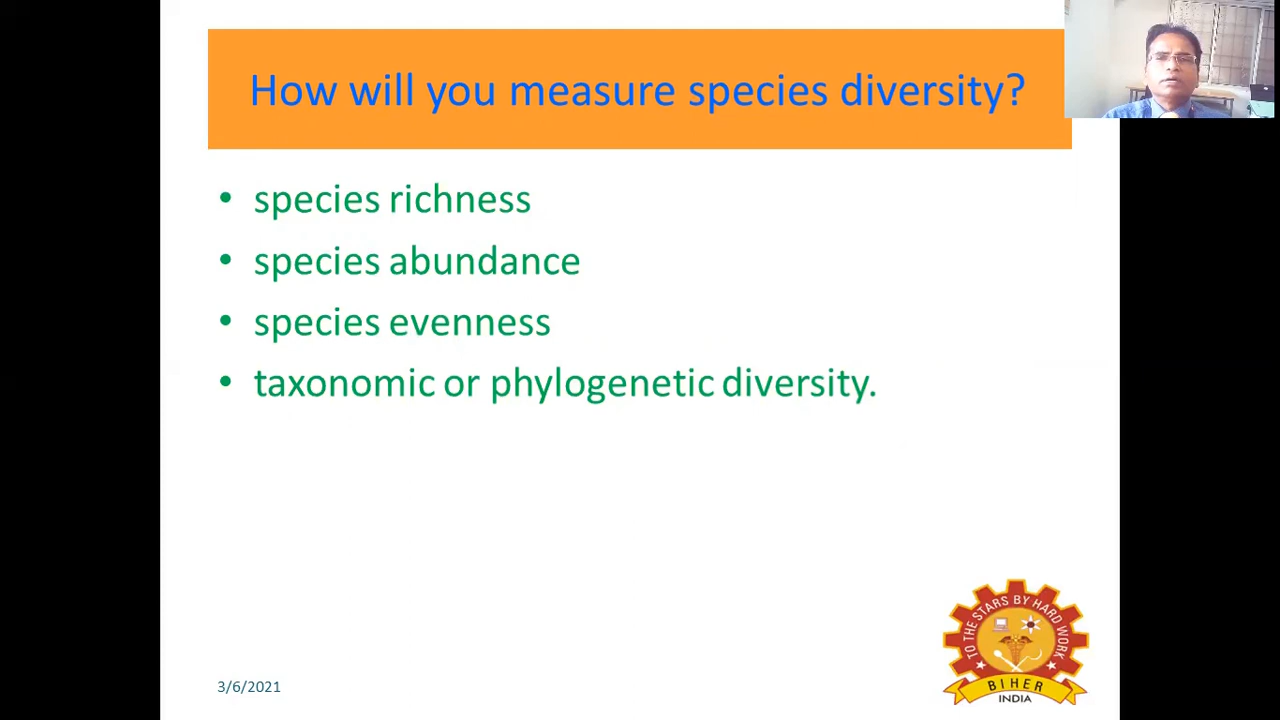 How will you measure species diversity?
• species richness
• species abundance
• species evenness
• taxonomic or phylogenetic diversity.
TO THE STARS BY HARD WORK
BIHER
INDIA
3/6/2021